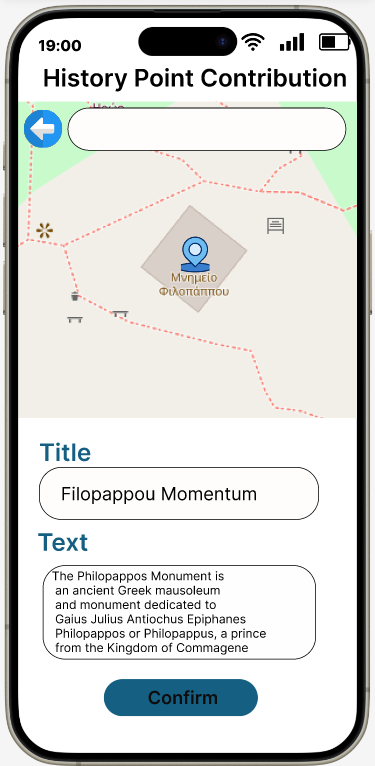 19:00
History Point Contribution
Μνημείο
Φιλοπάππου
Title
Filopappou Momentum
Text
The Philopappos Monument is
an ancient Greek mausoleum
and monument dedicated to
Gaius Julius Antiochus Epiphanes
Philopappos or Philopappus, a prince
from the Kingdom of Commagene
Confirm